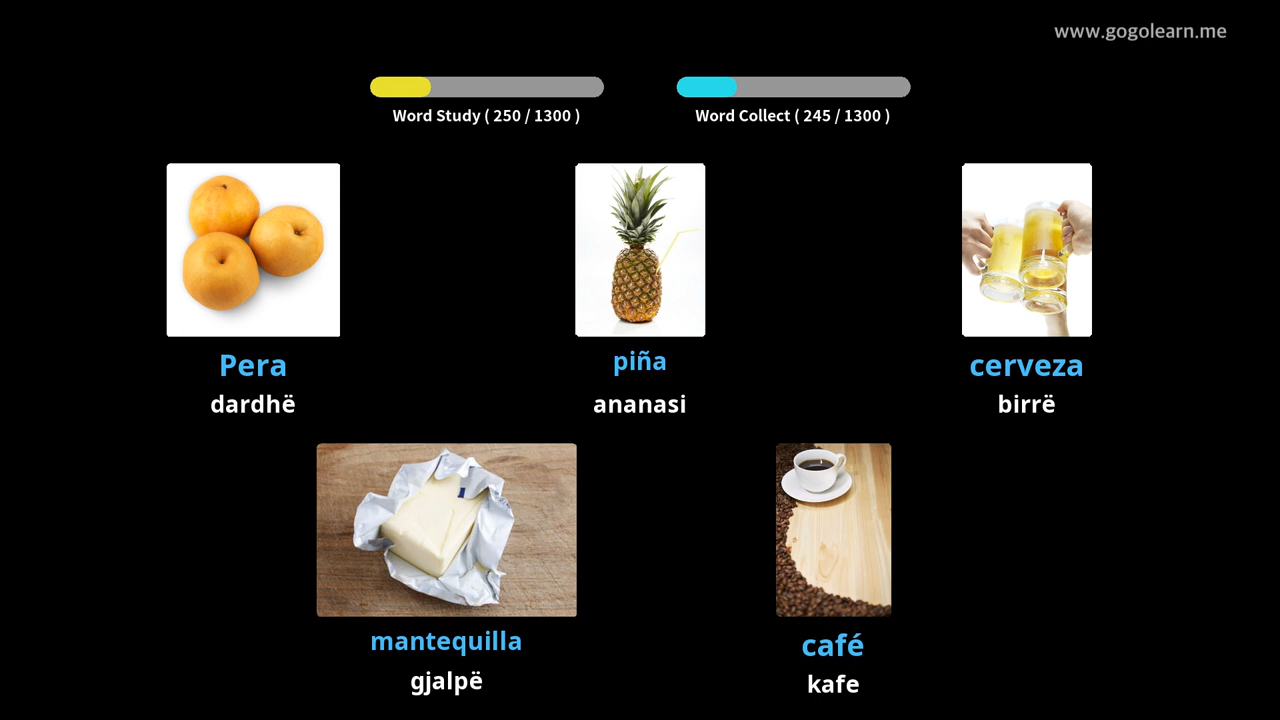 www.gogolearn.me
Word Study ( 250 / 1300 )
Word Collect ( 245 / 1300 )
Pera
piña
cerveza
dardhë
ananasi
birrë
mantequilla
café
gjalpë
kafe